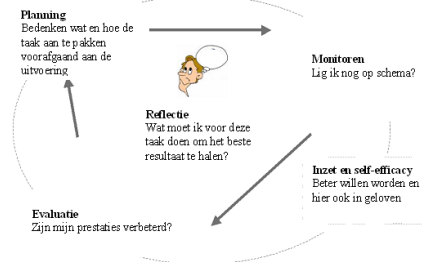 Planning
Bedenken wat en hoe de
taak aan te pakken
voorafgaand aan de
uitvoering
Monitoren
Lig ik nog op schema?
Reflectie
Wat moet ik voor deze
taak doen om het beste
resultaat te halen?
Inzet en self-efficacy
Beter willen worden en
hier ook in geloven
Evaluatie
Zijn mijn prestaties verbeterd?